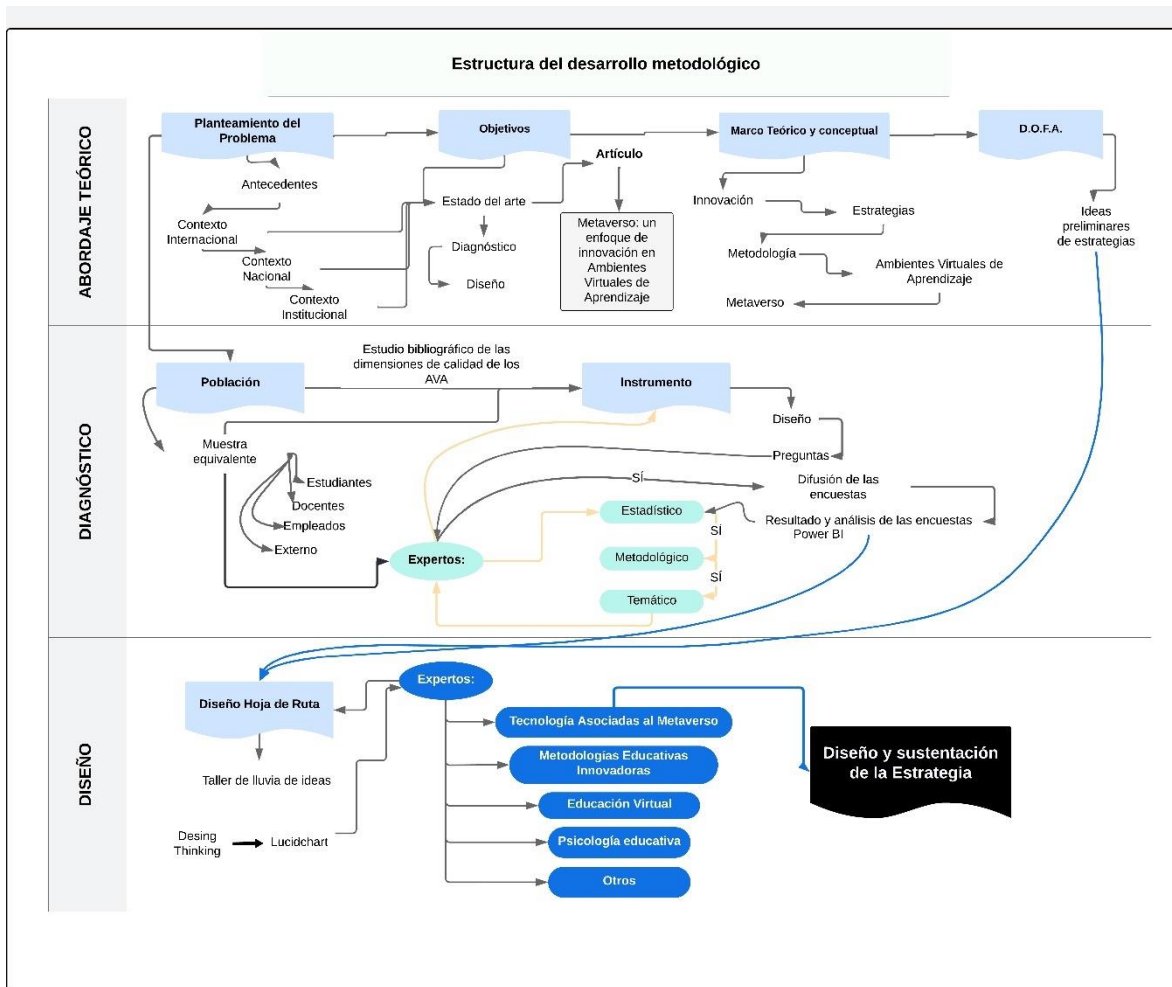 Estructura del desarrollo metodológico
ABORDAJE TEÓRICO
Planteamiento del
Problema
Objetivos
Marco Teórico y conceptual
D.O.F.A.
Antecedentes
Contexto
Internacional
Contexto
Nacional
Contexto
Institucional
Estado del arte
Diagnóstico
Diseño
Artículo
Metaverso: un
enfoque de
innovación en
Ambientes
Virtuales de
Aprendizaje
Innovación
Estrategias
Metodología
Ambientes Virtuales de
Aprendizaje
Metaverso
Ideas
preliminares
de estrategias
DIAGNÓSTICO
Población
Estudio bibliográfico de las
dimensiones de calidad de los
AVA
Instrumento
Diseño
Preguntas
Muestra
equivalente
Estudiantes
Docentes
Empleados
Externo
SÍ
Difusión de las
encuestas
Resultado y análisis de las encuestas
Power BI
Expertos:
Estadístico
SÍ
Metodológico
SÍ
Temático
DISEÑO
Diseño Hoja de Ruta
Taller de lluvia de ideas
Desing
Thinking
Lucidchart
Expertos:
Tecnología Asociadas al Metaverso
Metodologías Educativas
Innovadoras
Educación Virtual
Psicología educativa
Otros
Diseño y sustentación
de la Estrategia